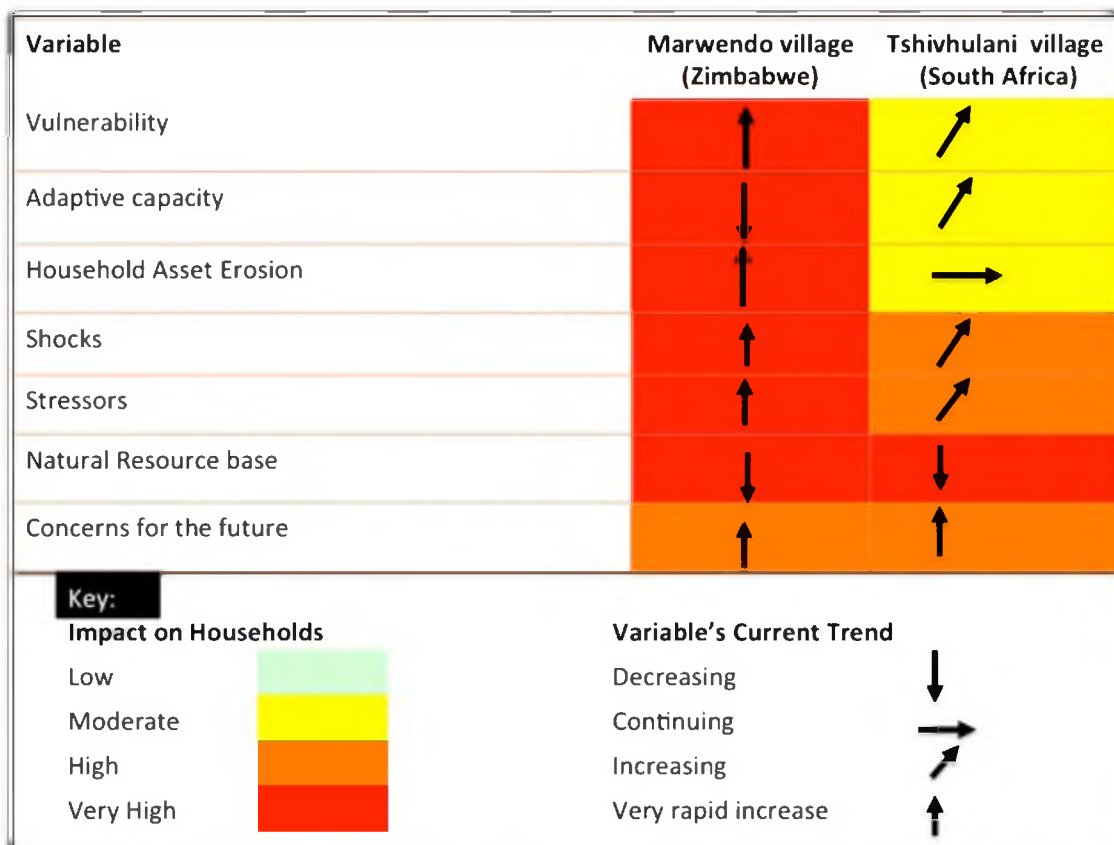 Variable Marwendo village Tshivhulani village
(Zimbabwe) (South Africa)
Vulnerability
Adaptive capacity
Household Asset Erosion
Shocks
Stressors
Natural Resource base
Concerns for the future
Key:
Impact on Households Variable's Current Trend
Low Decreasing
Moderate Continuing
High Increasing
Very High Very rapid increase